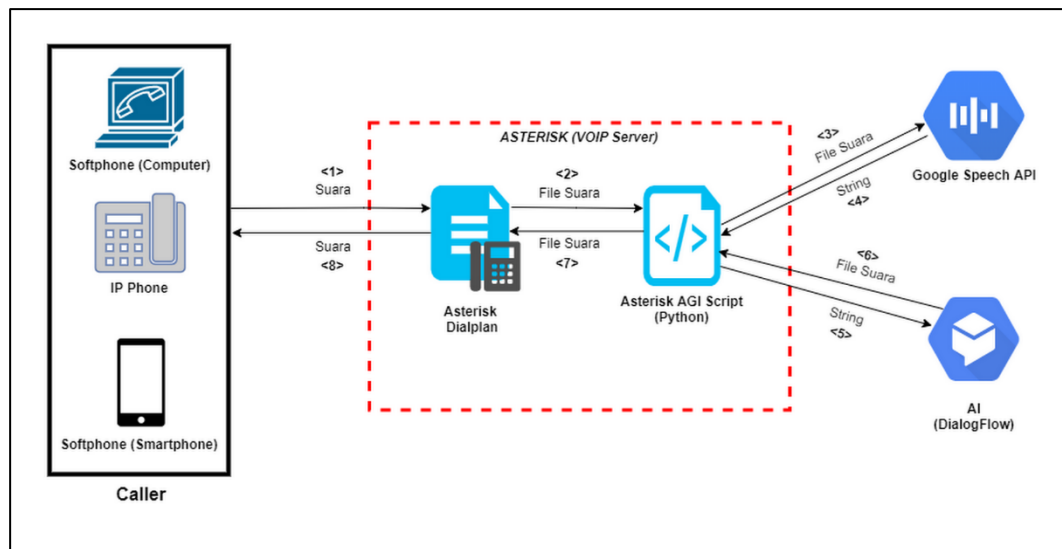 Softphone (Computer)
IP Phone
Softphone (Smartphone)
Caller
ASTERISK (VOIP Server)
<1>
Suara
Suara
<8>
Asterisk
Dialplan
<2>
File Suara
File Suara
<7>
</>
Asterisk AGI Script
(Python)
<3>
File Suara
String
<4>
Google Speech API
<6>
File Suara
String
<5>
AI
(DialogFlow)